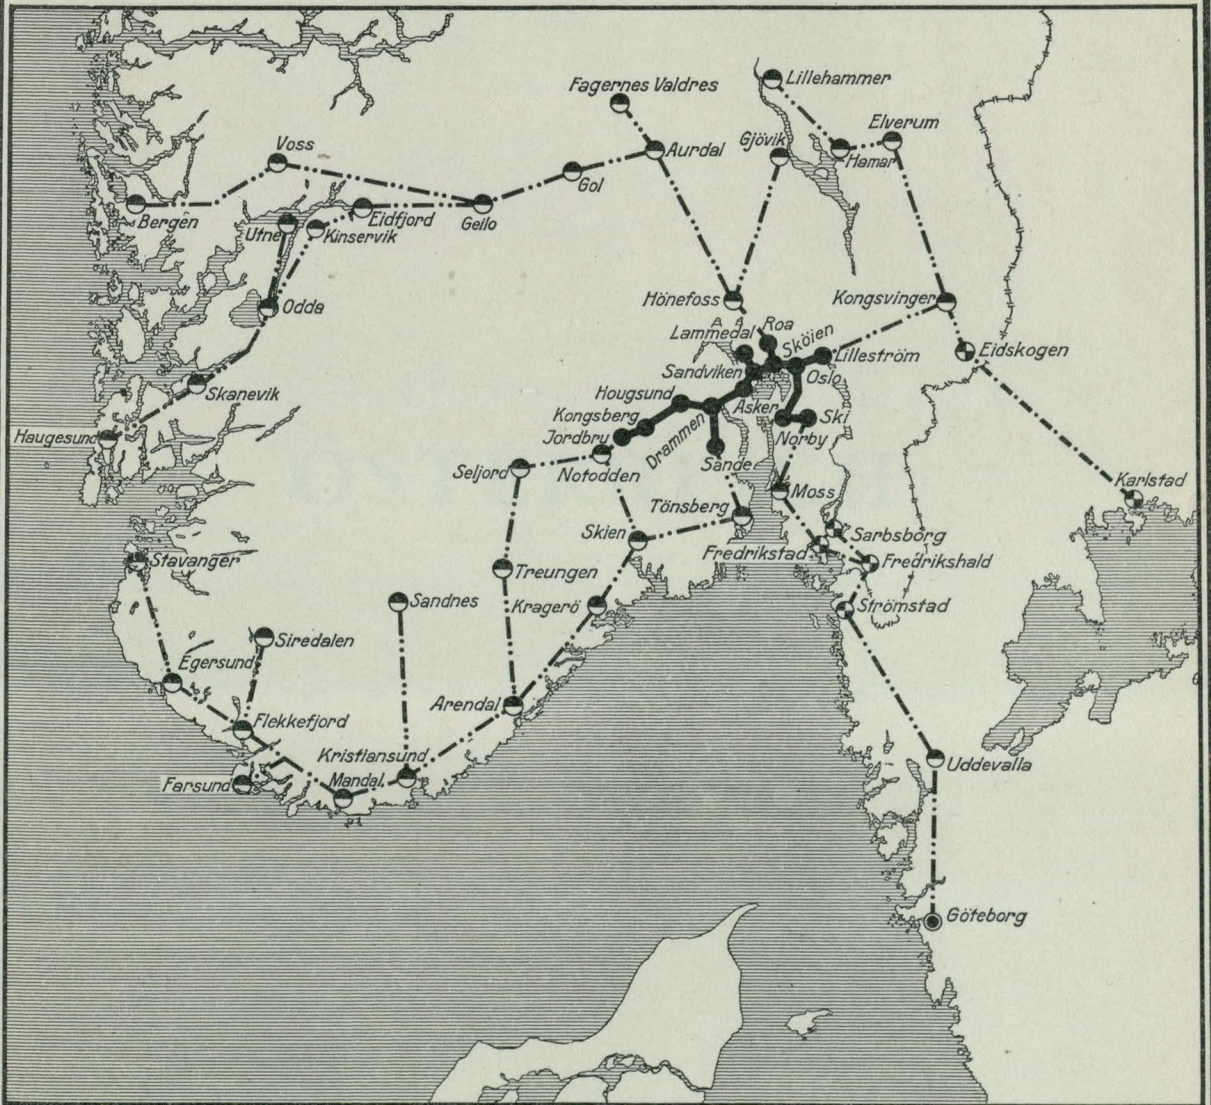 Lillehammer
Fagernes Valdres
Elverum
Gjövik
Voss
Aurdal
Hamar
Gol
Bergen
Eidfjord
Geilo
Utne
Kinservik
Odda
Hönefoss
Kongsvinger
Roa
Lammedal
Sköien
Lilleström
Eidskogen
Sandviken
Oslo
Skanevik
Hougsund
Asker
Ski
Kongsberg
Norby
Haugesund
Jordbru
Drammen
Sande
Seljord
Notodden
Karlstad
Moss
Tönsberg
Skien
Sarbsborg
Fredrikstad
Stavanger
Fredrikshald
Treungen
Sandnes
Kragerö
Strömstad
Siredalen
Egersund
Arendal
Flekkefjord
Kristiansund
Uddevalla
Farsund
Mandal
Göteborg